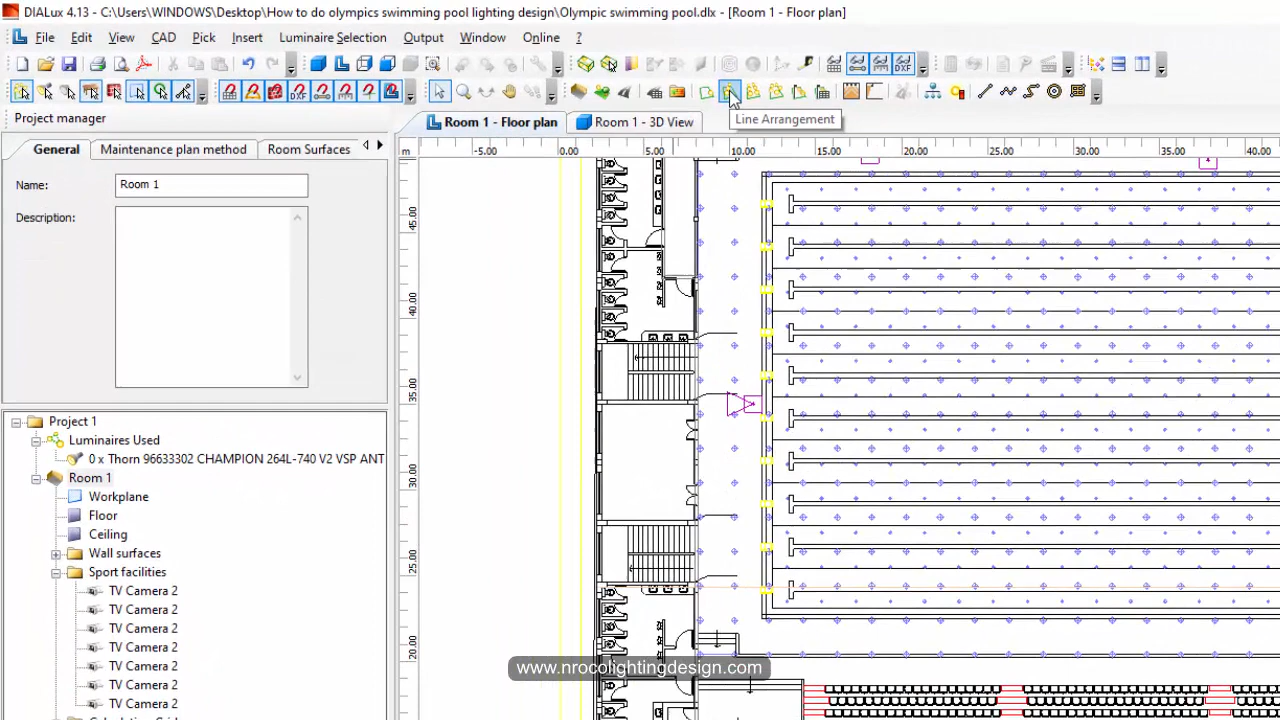 DIALux 4.13 - C:\Users\WINDOWS\Desktop\How to do olympics swimming pool lighting design\Olympic swimming pool.dlx - [Room 1 - Floor plan]
File Edit View CAD Pick Insert Luminaire Selection Output Window Online ?
Project manager
General Maintenance plan method Room Surfaces
Name: Room 1
Description:
Room 1 - Floor plan Room 1 - 3D View
Line Arrangement
m -5.00 0.00 5.00 10.00 15.00 20.00 25.00 30.00 35.00 40.00
45.00
40.00
35.00
30.00
25.00
20.00
Project 1
Luminaires Used
0 x Thorn 96633302 CHAMPION 264L-740 V2 VSP ANT
Room 1
Workplane
Floor
Ceiling
Wall surfaces
Sport facilities
TV Camera 2
TV Camera 2
TV Camera 2
TV Camera 2
TV Camera 2
TV Camera 2
TV Camera 2
www.nrocolightingdesign.com